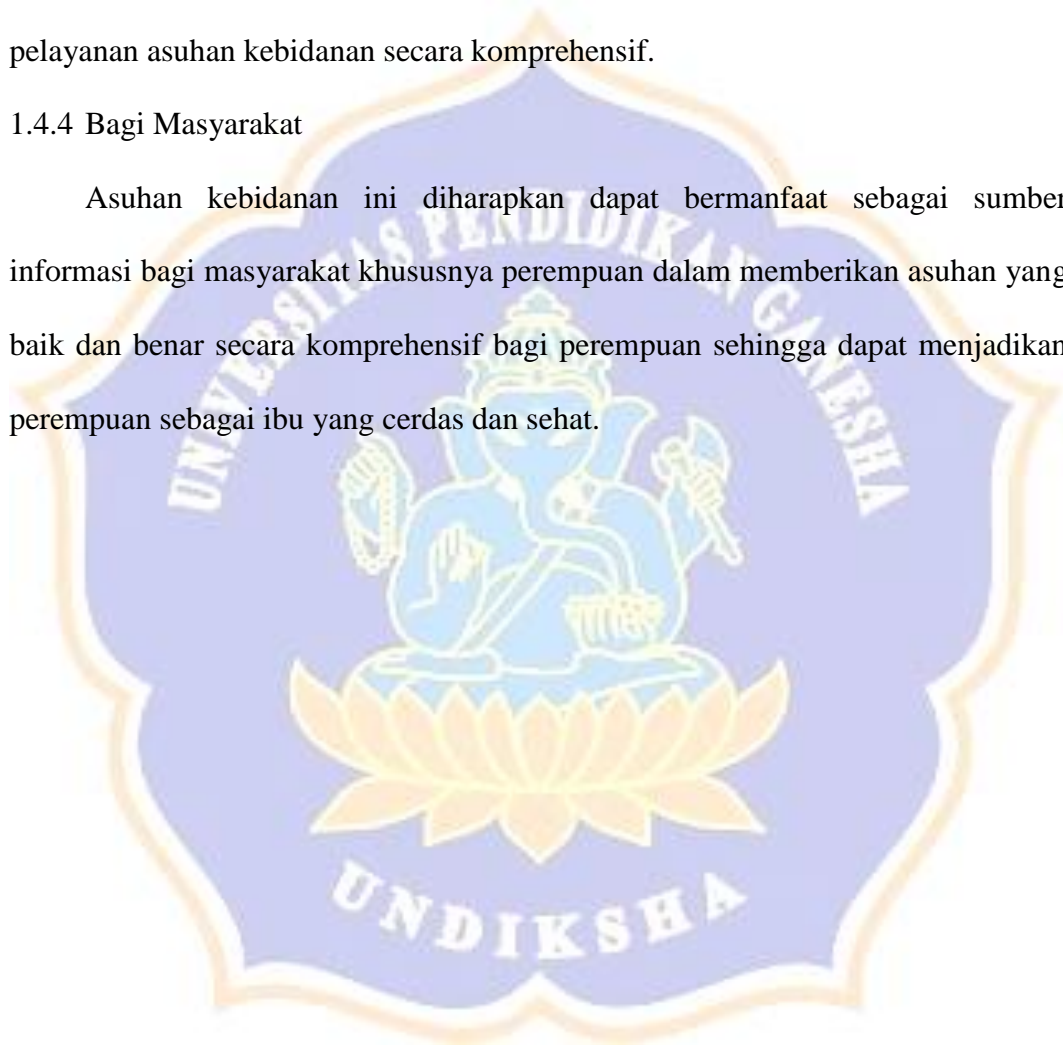 pelayanan asuhan kebidanan secara komprehensif.
1.4.4 Bagi Masyarakat
Asuhan kebidanan ini diharapkan dapat bermanfaat sebagai sumber
informasi bagi masyarakat khususnya perempuan dalam memberikan asuhan yang
baik dan benar secara komprehensif bagi perempuan sehingga dapat menjadikan
perempuan sebagai ibu yang cerdas dan sehat.
UNIVERSITAS PENDIDIKAN GANESHA
UNDIKSHA